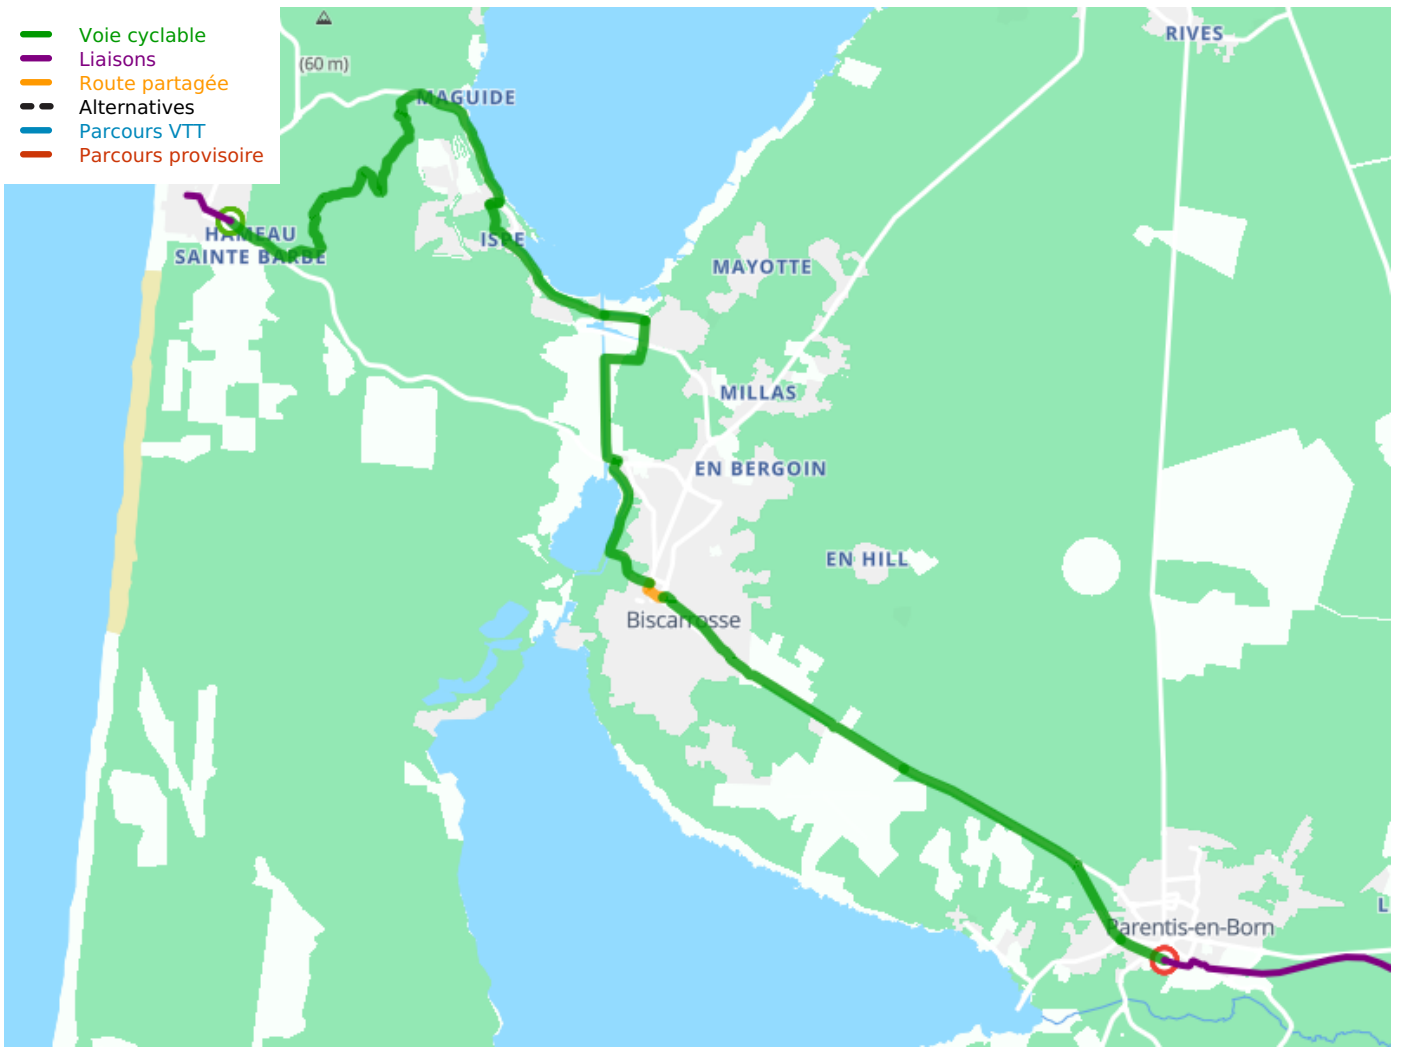 Voie cyclable
Liaisons
Route partagée
Alternatives
Parcours VTT
Parcours provisoire
(60 m)
RIVES
MAGUIDE
HAMEAU
SAINTE BARBE
ISPE
MAYOTTE
MILLAS
EN BERGOIN
EN HILL
Biscarrosse
Parentis-en-Born
L